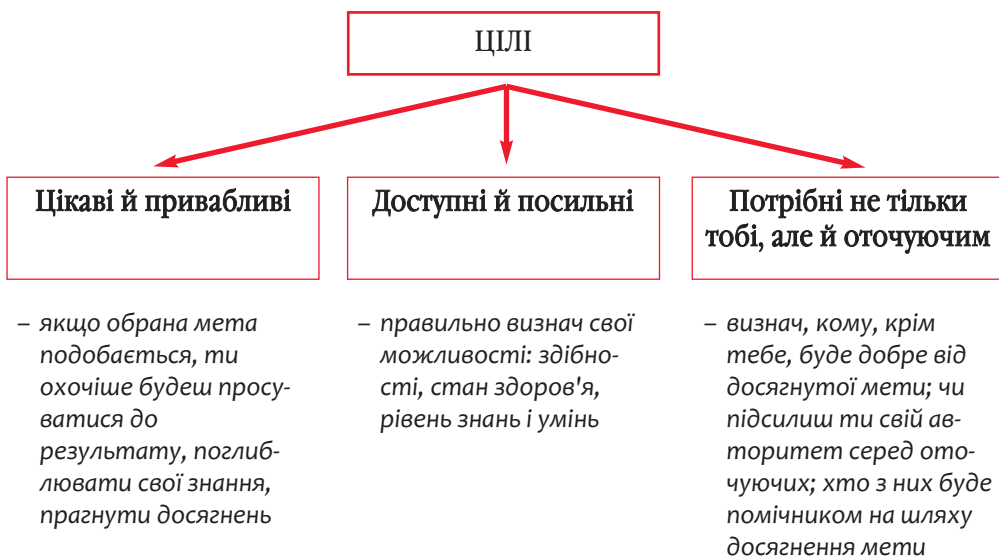 ЦІЛІ
Цікаві й привабливі
Доступні й посильні
Потрібні не тільки
тобі, але й оточуючим
– якщо обрана мета
подобається, ти
охочіше будеш просу-
ватися до
результату, поглиб-
лювати свої знання,
прагнути досягнень
– правильно визнач свої
можливості: здібно-
сті, стан здоров'я,
рівень знань і умінь
– визнач, кому, крім
тебе, буде добре від
досягнутої мети; чи
підсилиш ти свій ав-
торитет серед ото-
чуючих; хто з них буде
помічником на шляху
досягнення мети